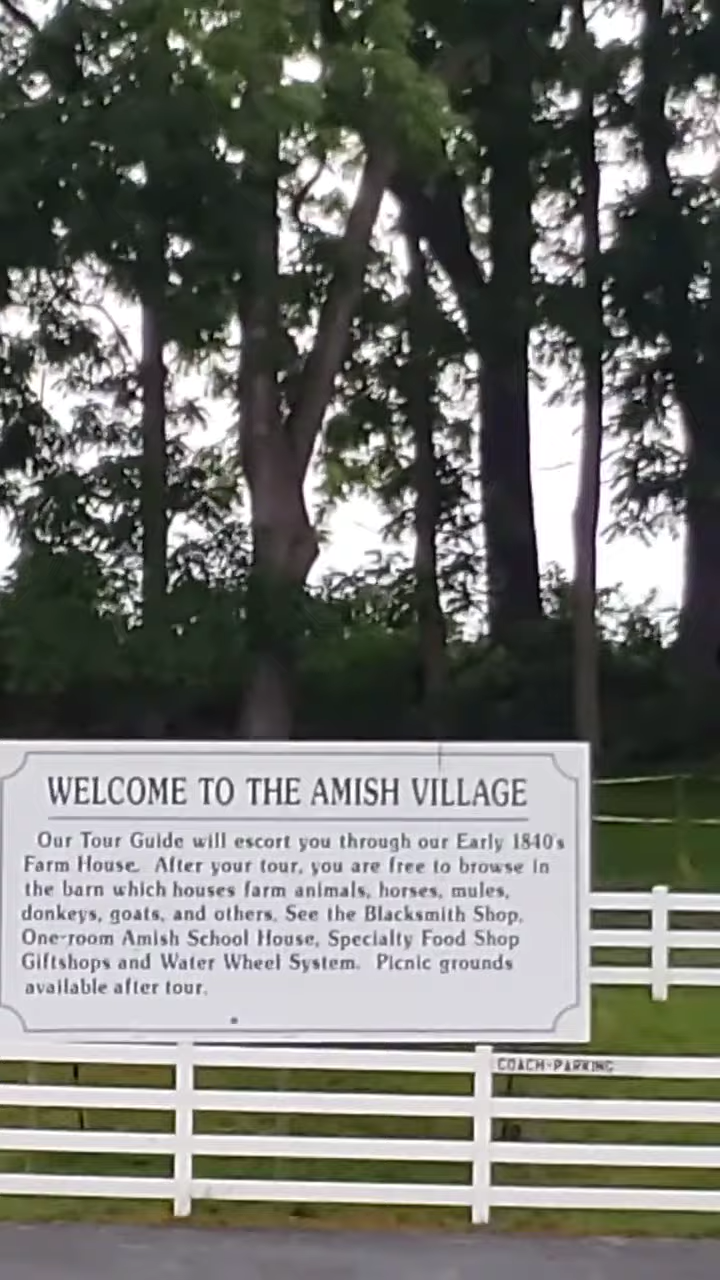 WELCOME TO THE AMISH VILLAGE
Our Tour Guide will escort you through our Early 1840's
Farm House. After your tour, you are free to browse in
the barn which houses farm animals, horses, mules,
donkeys, goats, and others. See the Blacksmith Shop,
One-room Amish School House, Specialty Food Shop
Giftshops and Water Wheel System. Picnic grounds
available after tour.
COACH-PARKING